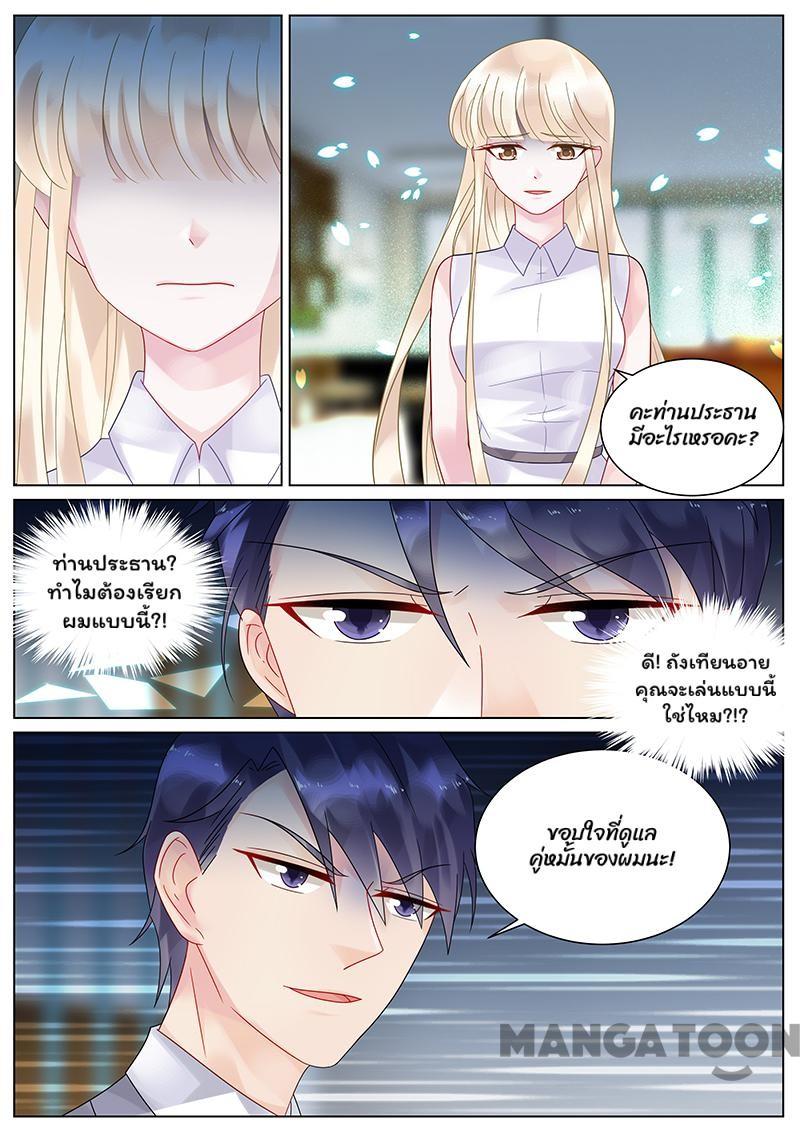 คะท่านประธาน
มีอะไรเหรอคะ?
ท่านประธาน?
ทำไมต้องเรียก
ผมแบบนี้?!
ดี! ถังเทียนอาย
คุณจะเล่นแบบนี้
ใช่ไหม?!?
ขอบใจที่ดูแล
คู่หมั้นของผมนะ!
MANGATOON